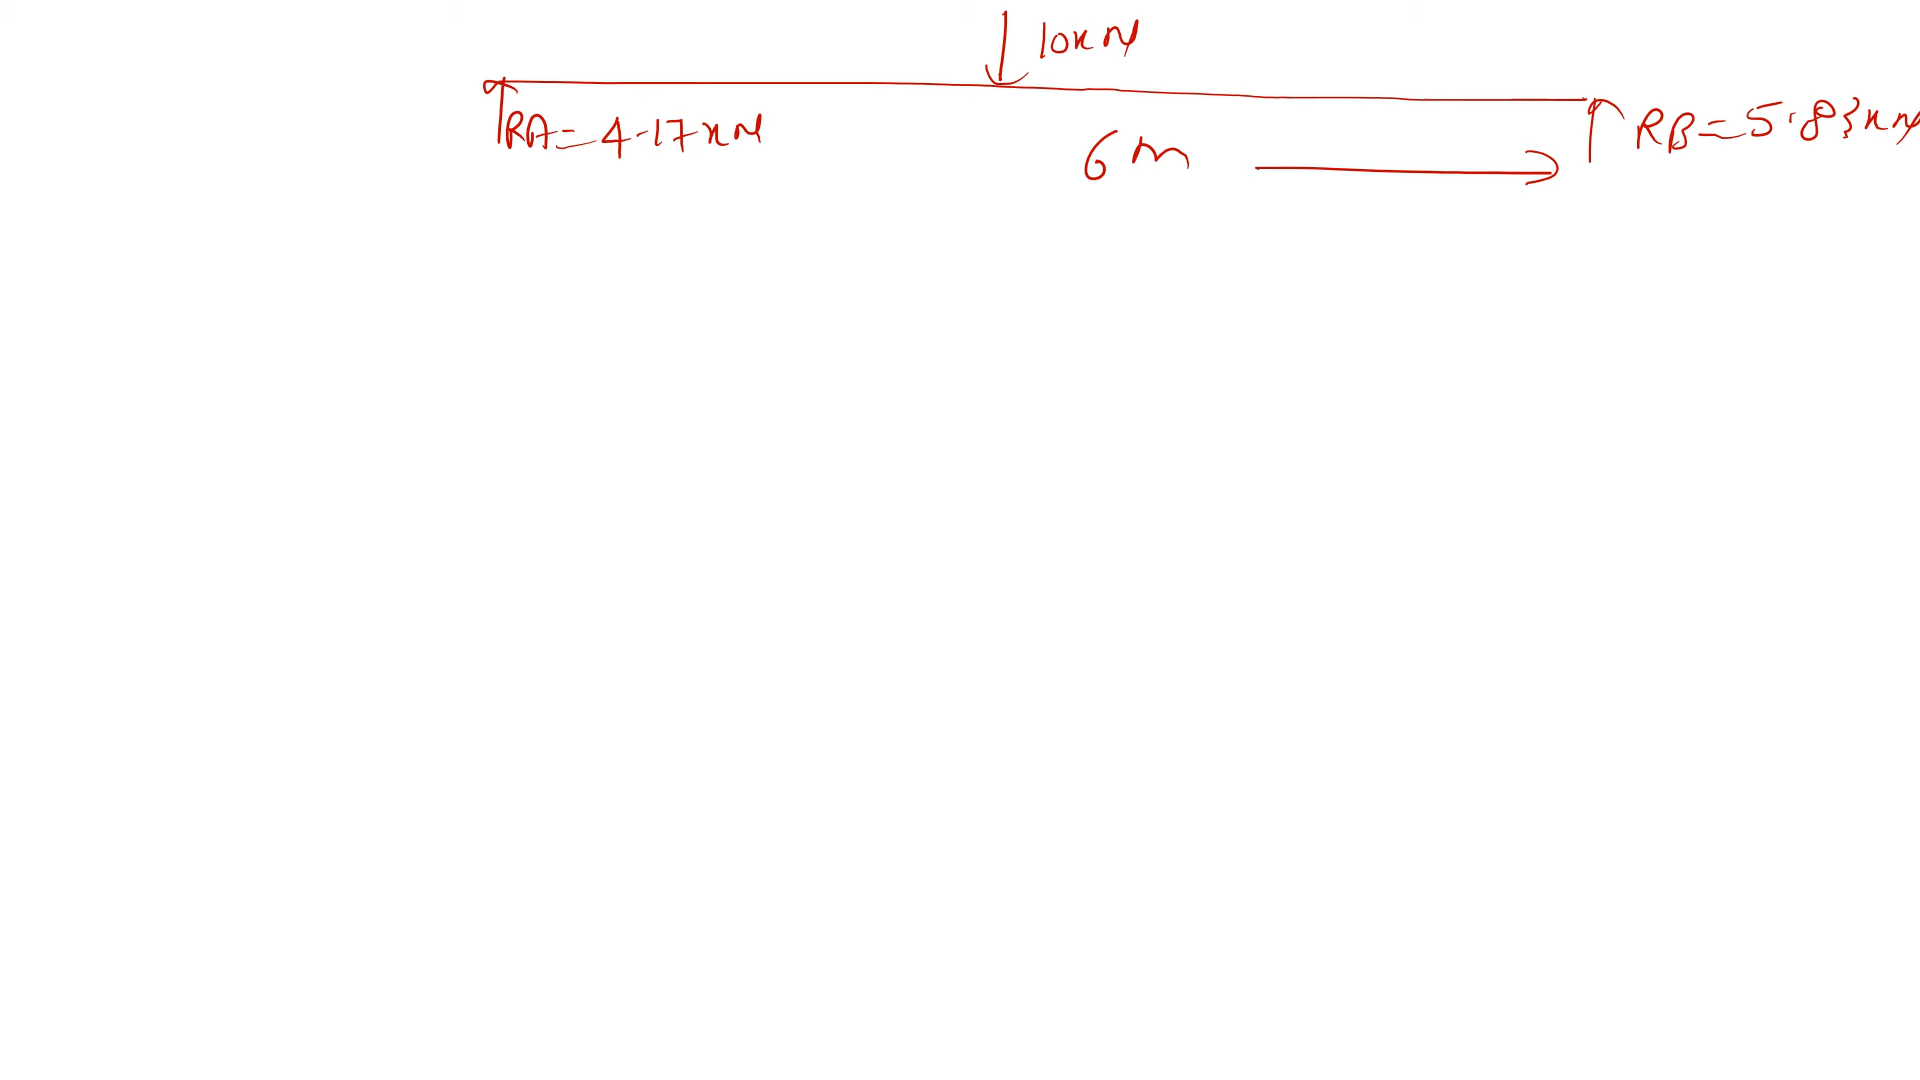 10kN
RA = 4.17kN
6m
RB = 5.83kN